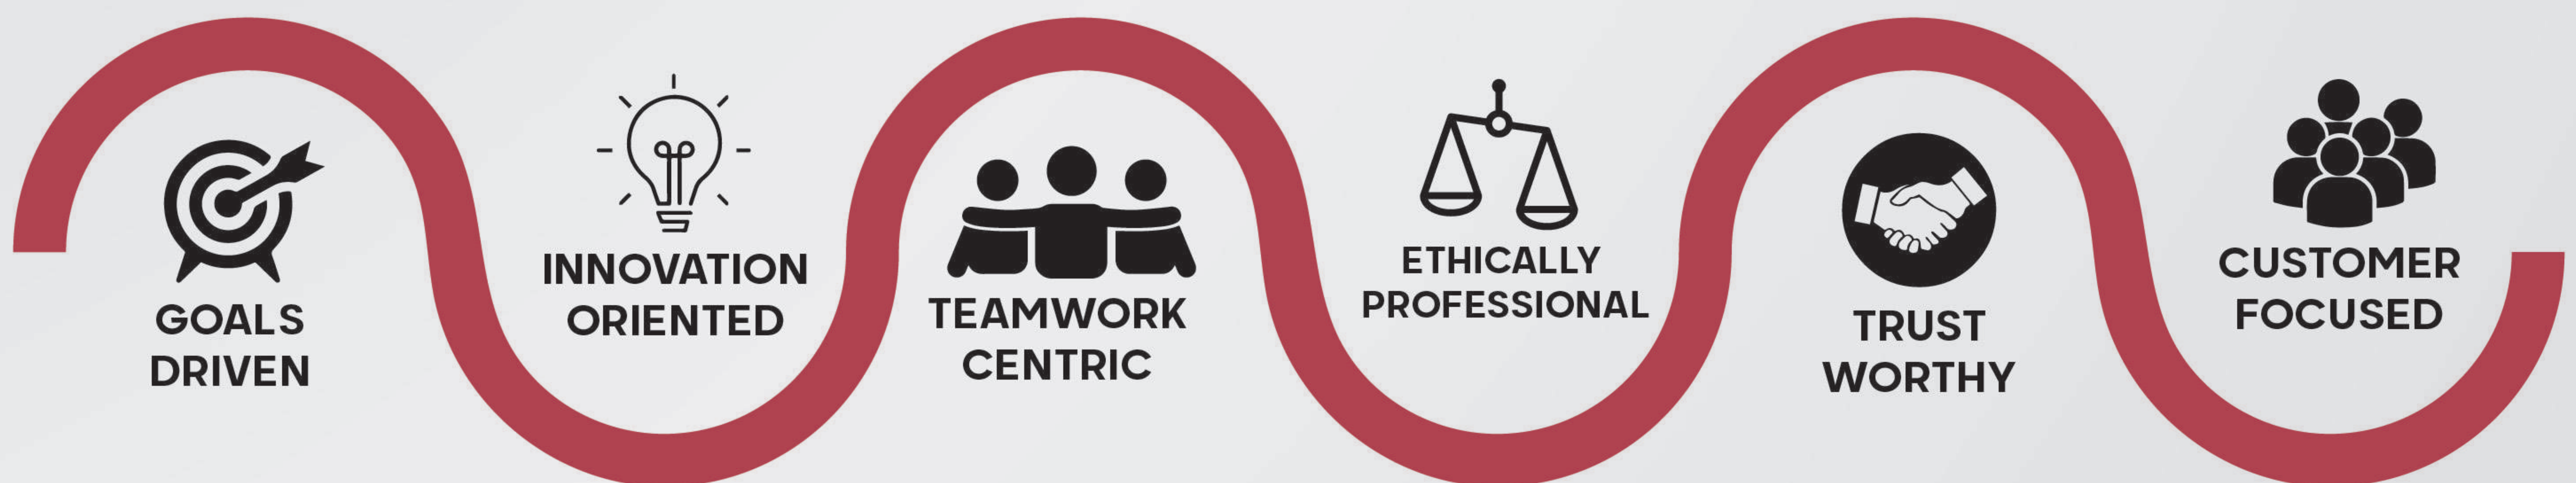 GOALS
DRIVEN
INNOVATION
ORIENTED
TEAMWORK
CENTRIC
ETHICALLY
PROFESSIONAL
TRUST
WORTHY
CUSTOMER
FOCUSED